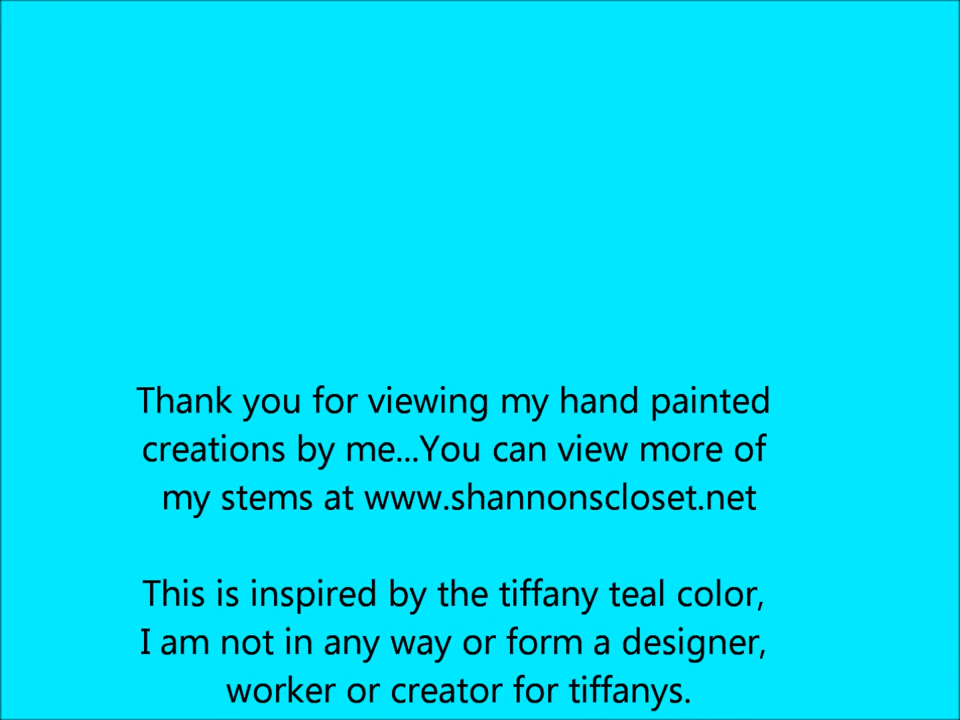 Thank you for viewing my hand painted
creations by me...You can view more of
my stems at www.shannonscloset.net
This is inspired by the tiffany teal color,
I am not in any way or form a designer,
worker or creator for tiffanys.